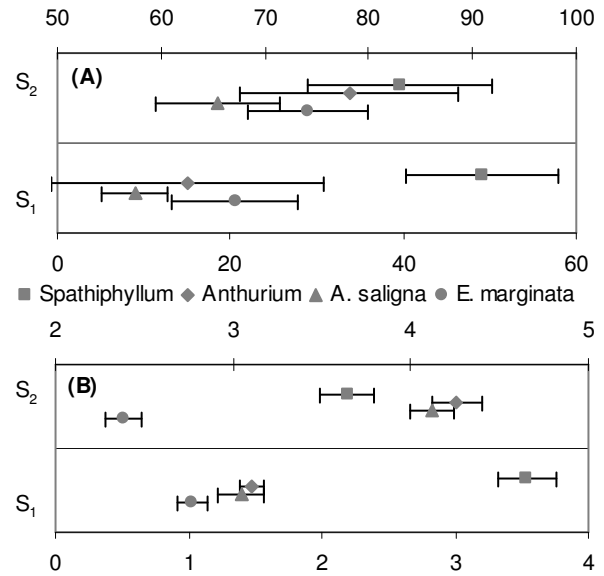 50 60 70 80 90 100
(A)
S2
S1
0 20 40 60
Spathiphyllum Anthurium A. saligna E. marginata
2 3 4 5
(B)
S2
S1
0 1 2 3 4